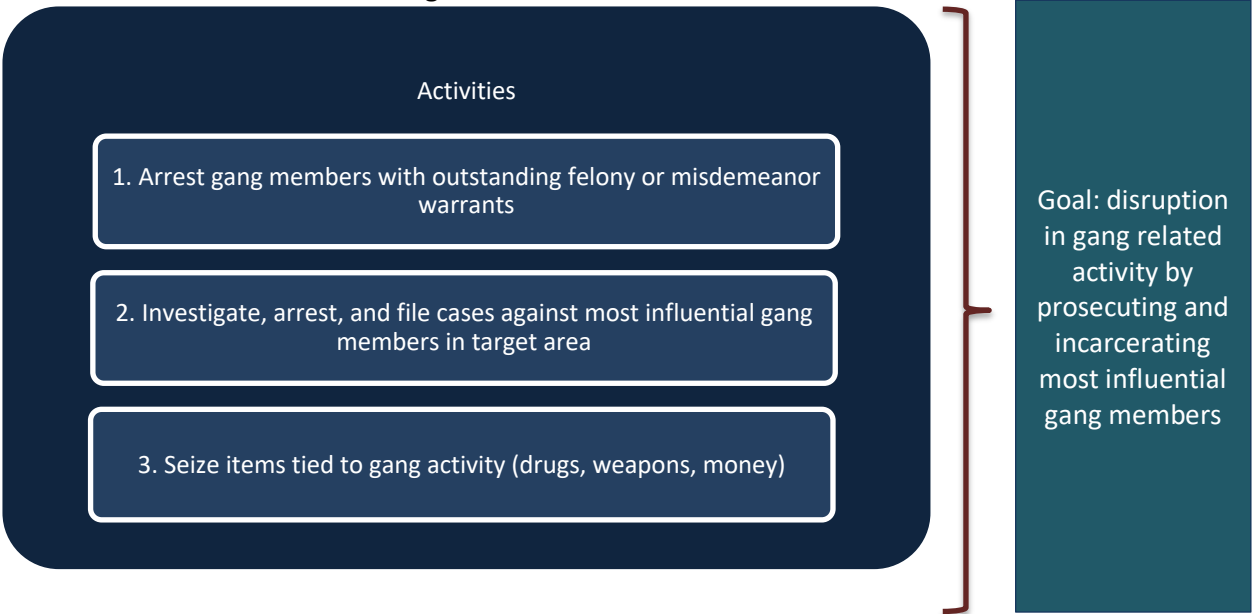 Activities
1. Arrest gang members with outstanding felony or misdemeanor
warrants
2. Investigate, arrest, and file cases against most influential gang
members in target area
3. Seize items tied to gang activity (drugs, weapons, money)
Goal: disruption
in gang related
activity by
prosecuting and
incarcerating
most influential
gang members